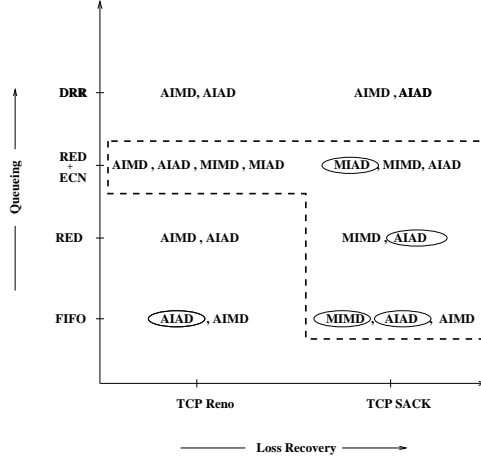 DRR
AIMD, AIAD
AIMD , AIAD
RED
+
ECN
AIMD , AIAD , MIMD , MIAD
MIAD , MIMD, AIAD
Queueing
RED
AIMD , AIAD
MIMD , AIAD
FIFO
AIAD , AIMD
MIMD , AIAD , AIMD
TCP Reno
TCP SACK
Loss Recovery